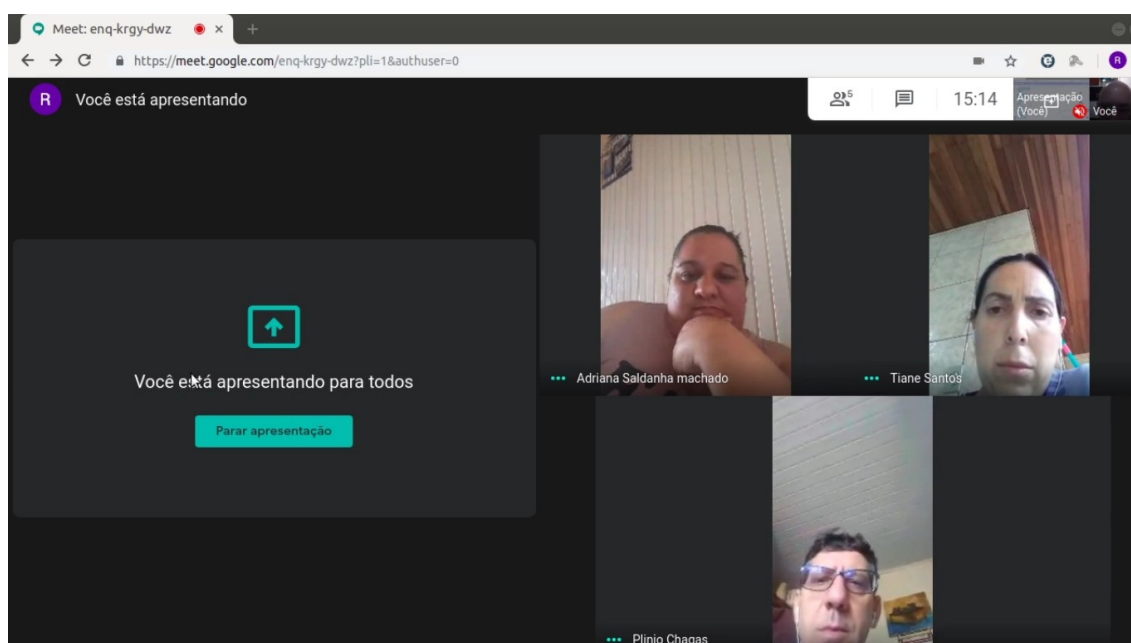 Meet: enq-krgy-dwz
https://meet.google.com/enq-krgy-dwz?pli=1&authuser=0
R
R Você está apresentando
5
15:14
Apresentação
(Você)
Você
Você está apresentando para todos
Parar apresentação
Adriana Saldanha machado
Tiane Santos
Plinio Chagas